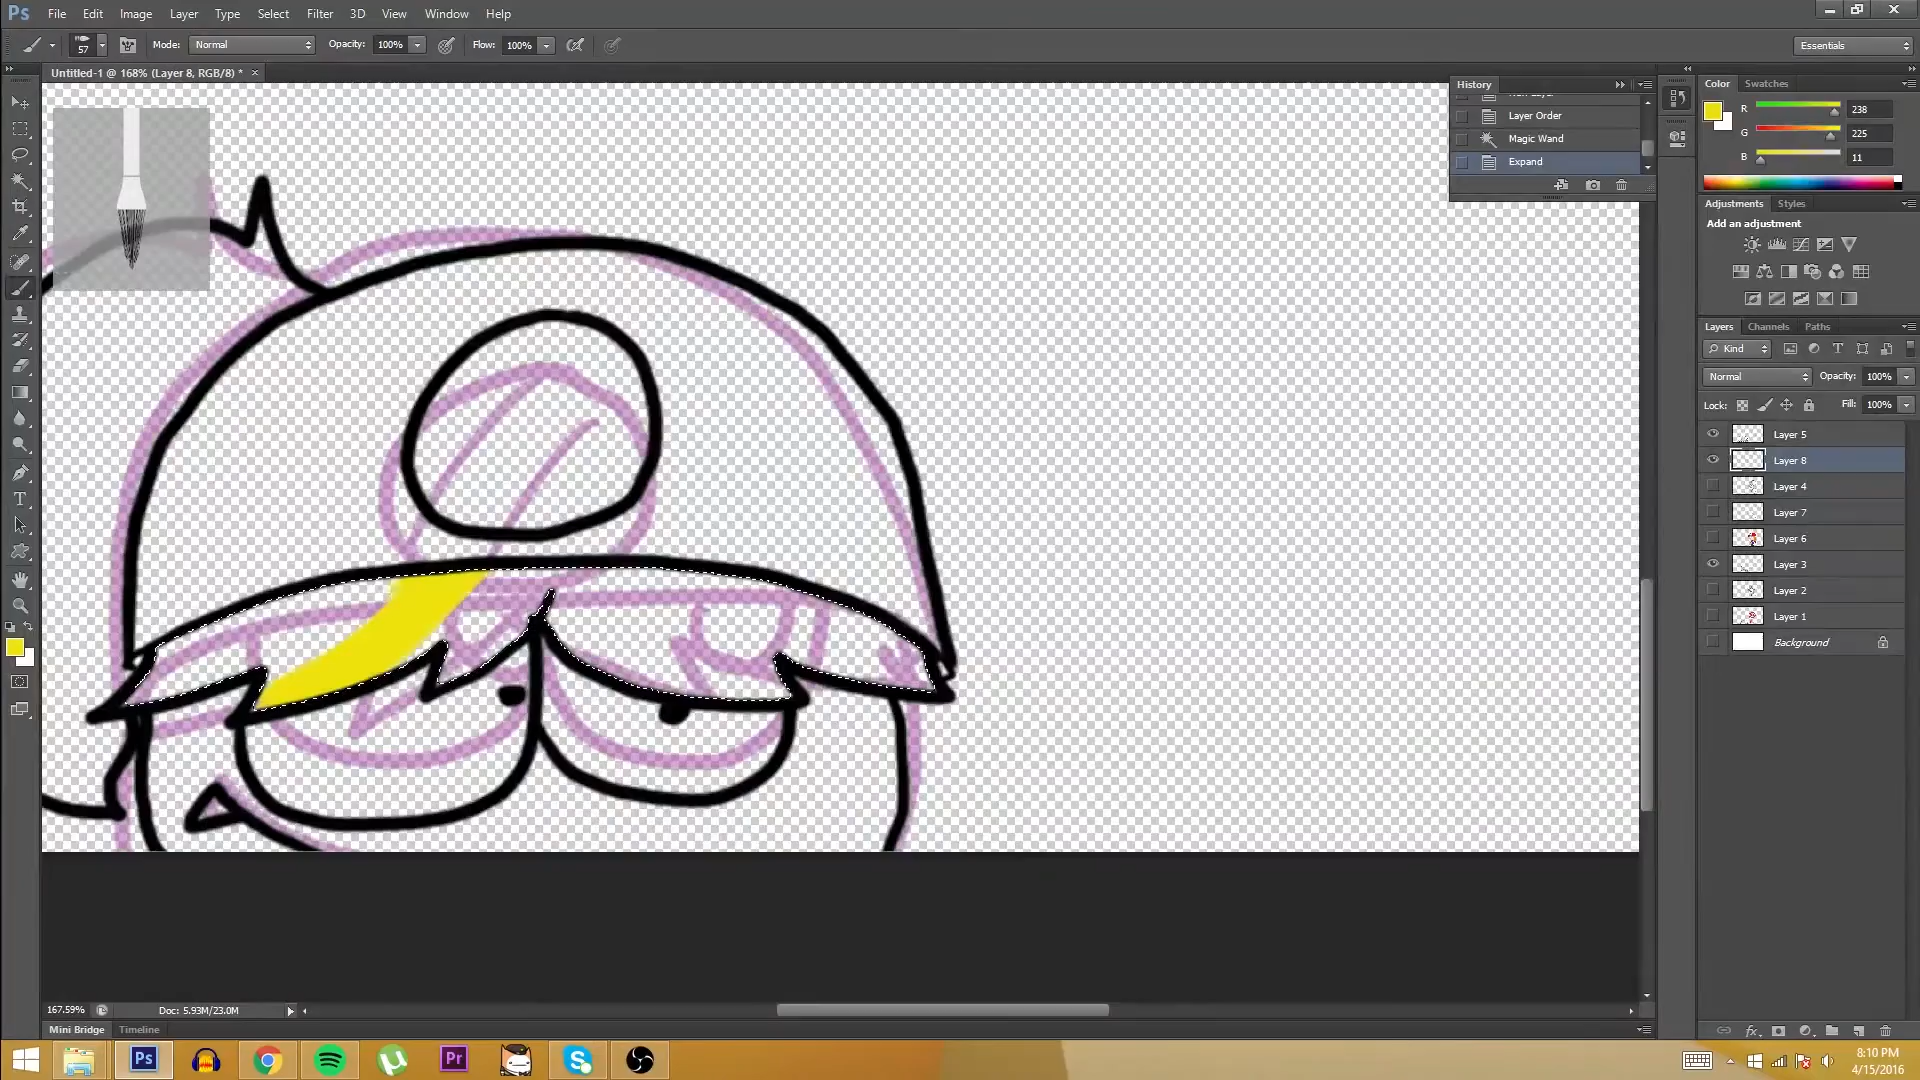 Ps File Edit Image Layer Type Select Filter 3D View Window Help
57 Mode: Normal Opacity: 100% Flow: 100% Essentials
Untitled-1 @ 168% (Layer 8, RGB/8) * ×
History
Layer Order
Magic Wand
Expand
Color Swatches
R 238
G 225
B 11
Adjustments Styles
Add an adjustment
Layers Channels Paths
Kind
Normal Opacity: 100%
Lock: Fill: 100%
Layer 5
Layer 8
Layer 4
Layer 7
Layer 6
Layer 3
Layer 2
Layer 1
Background
167.59% Doc: 5.93M/23.0M
Mini Bridge Timeline
Ps Pr
8:10 PM
4/15/2016